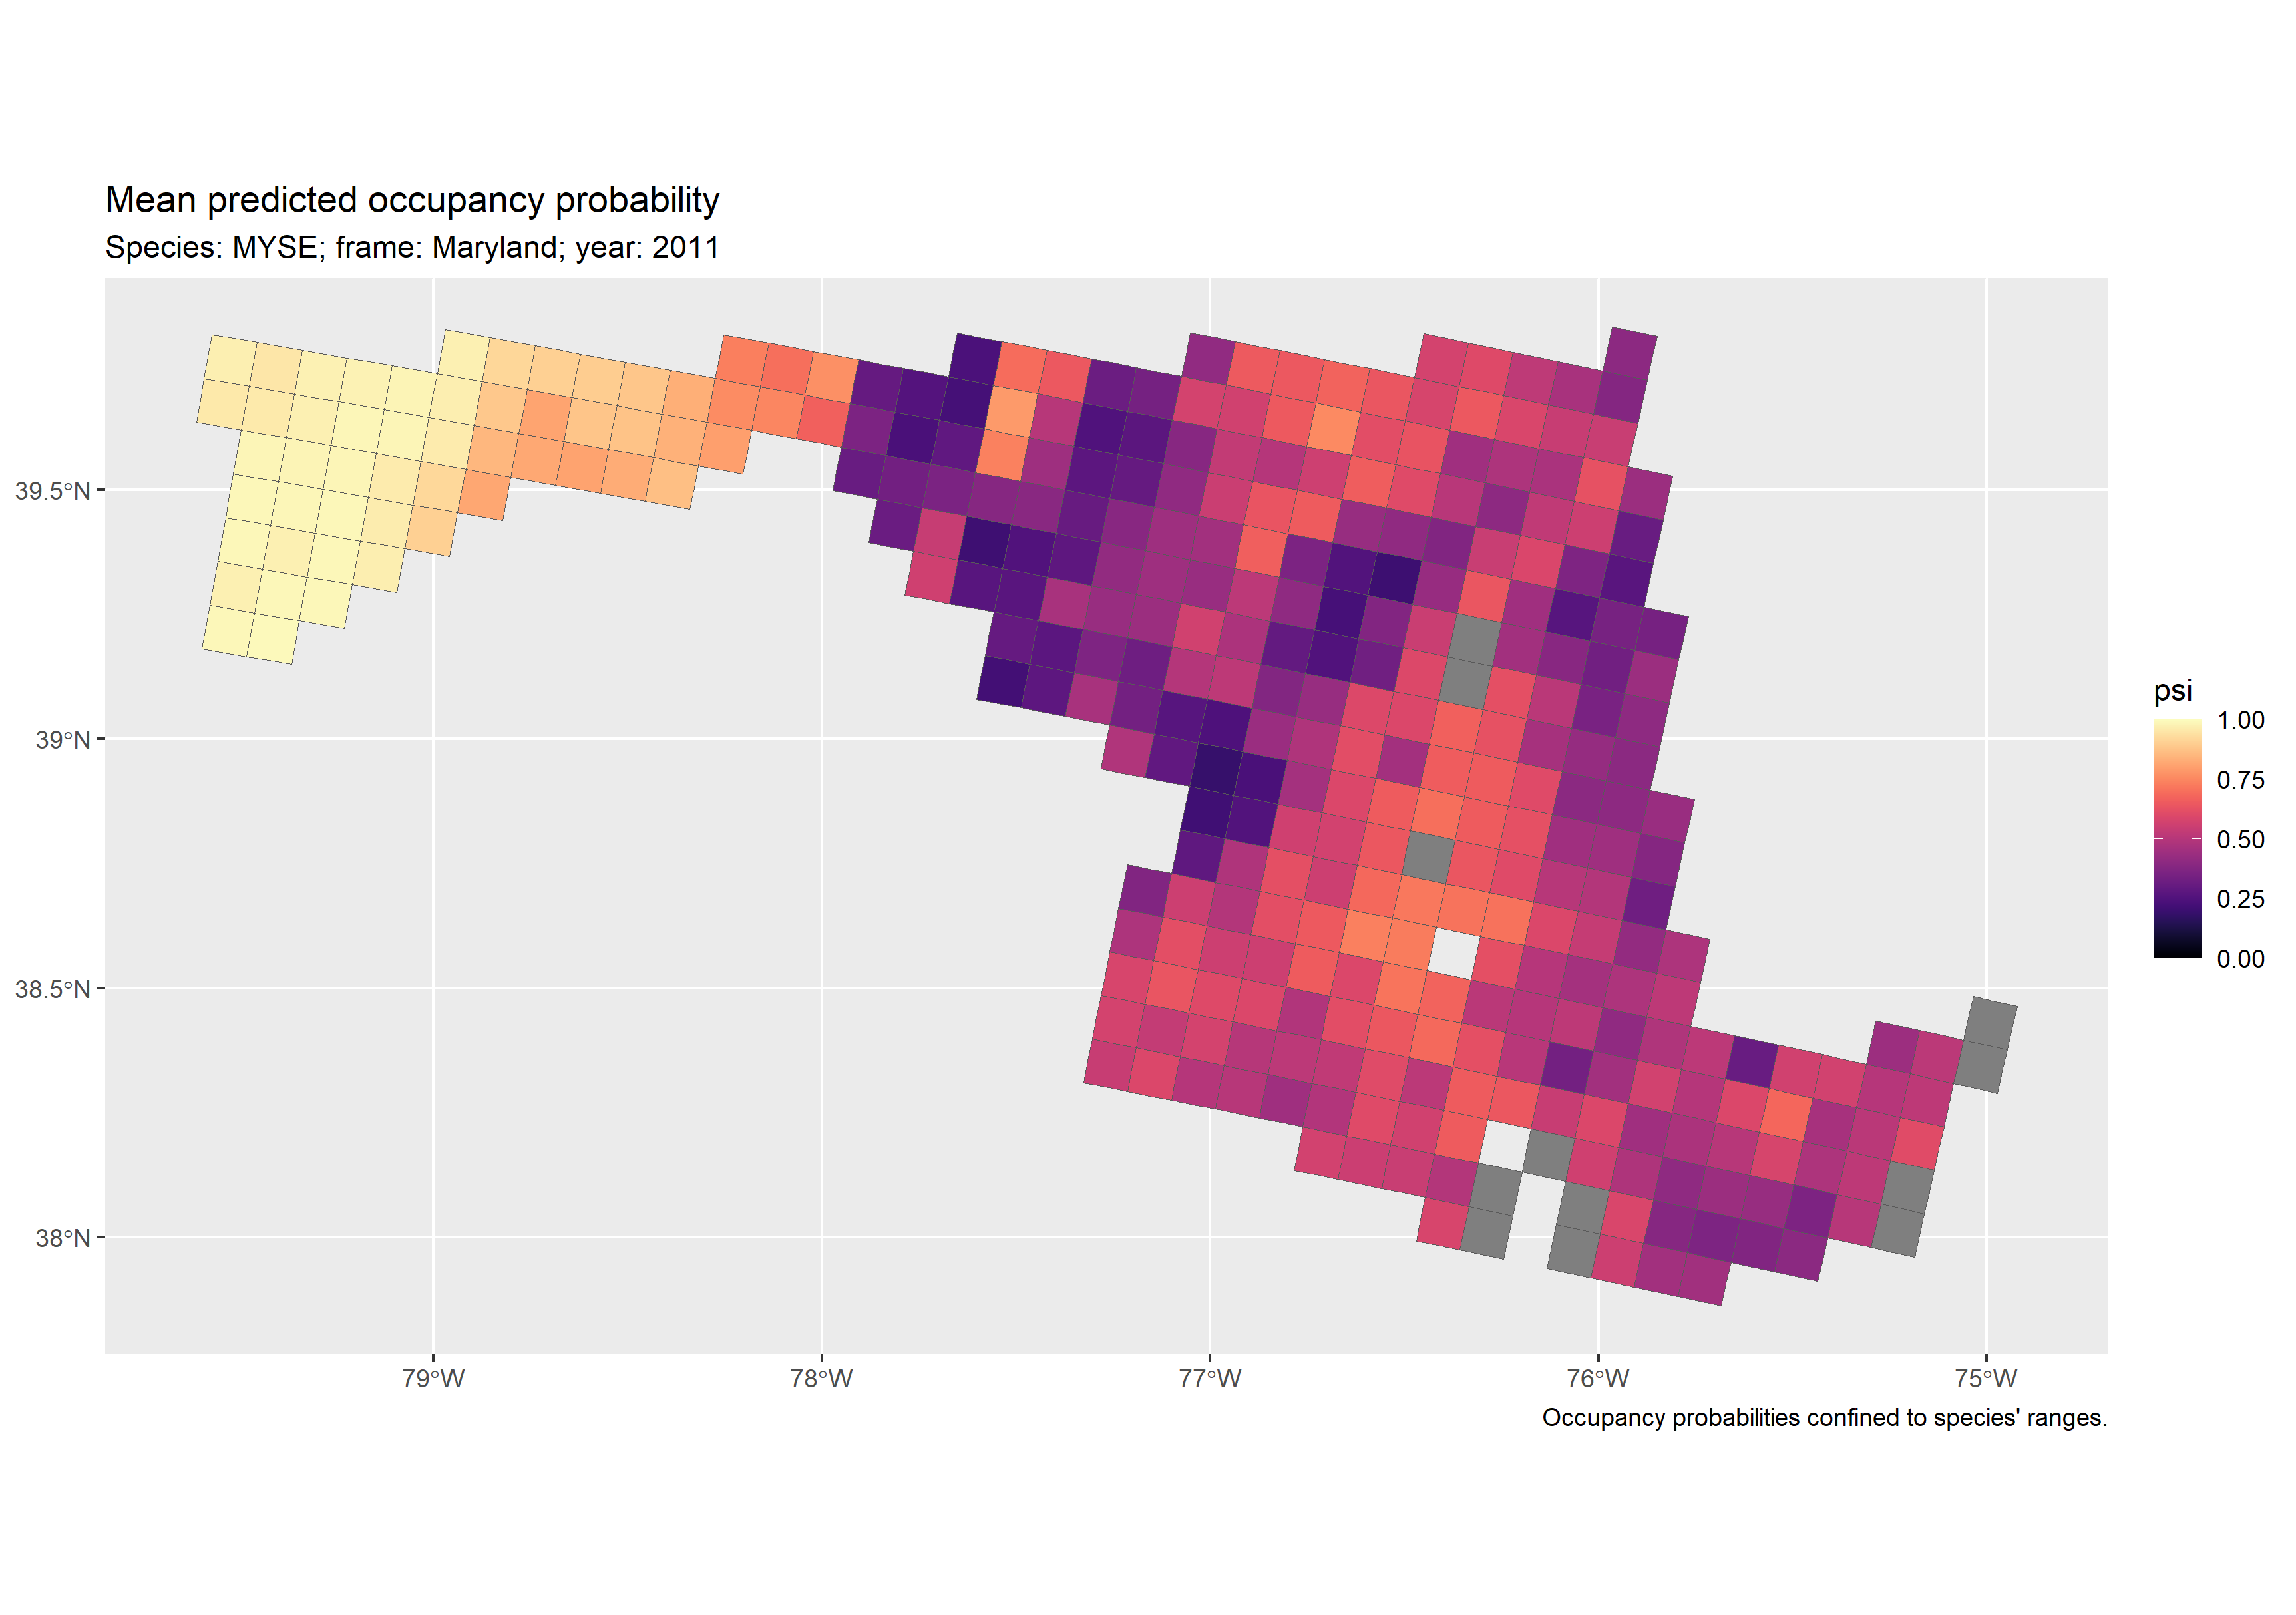 Mean predicted occupancy probability
Species: MYSE; frame: Maryland; year: 2011
39.5°N
39°N
38.5°N
38°N
79°W
78°W
77°W
76°W
75°W
psi
1.00
0.75
0.50
0.25
0.00
Occupancy probabilities confined to species' ranges.